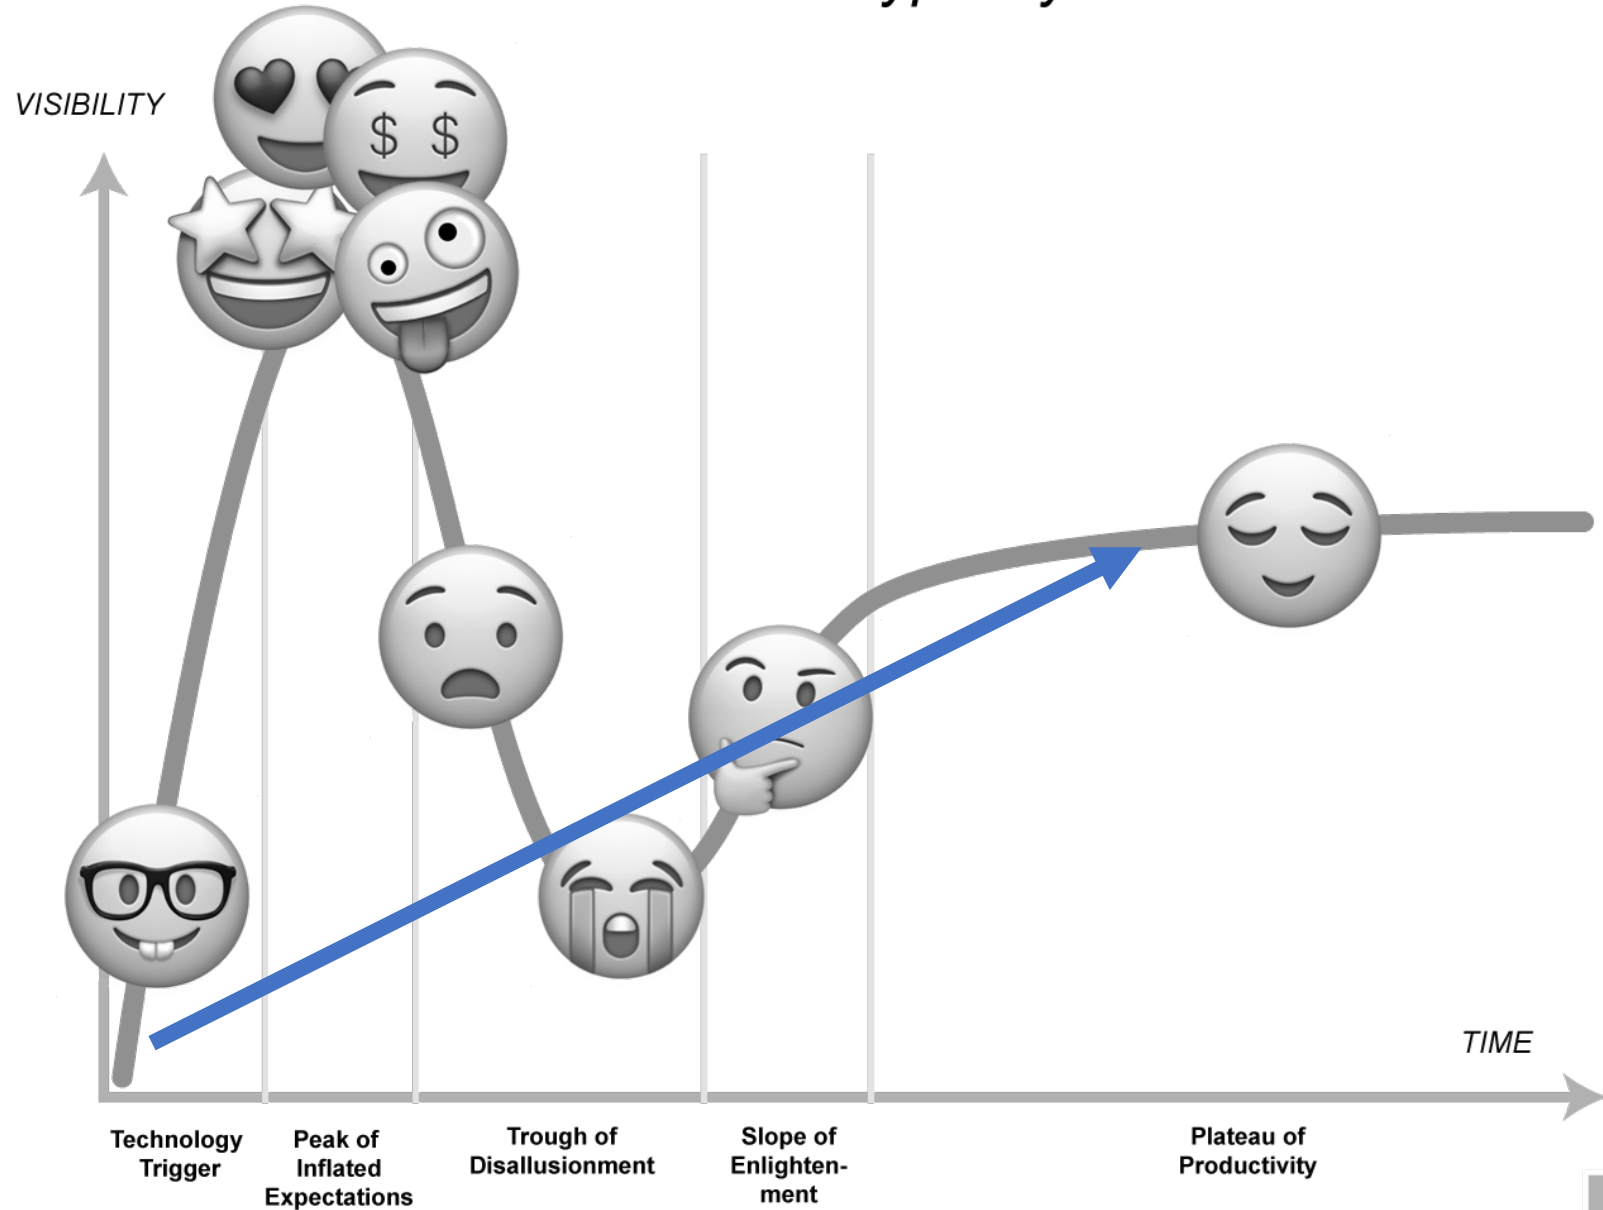 VISIBILITY
$ $
TIME
Technology
Trigger
Peak of
Inflated
Expectations
Trough of
Disallusionment
Slope of
Enlighten-
ment
Plateau of
Productivity